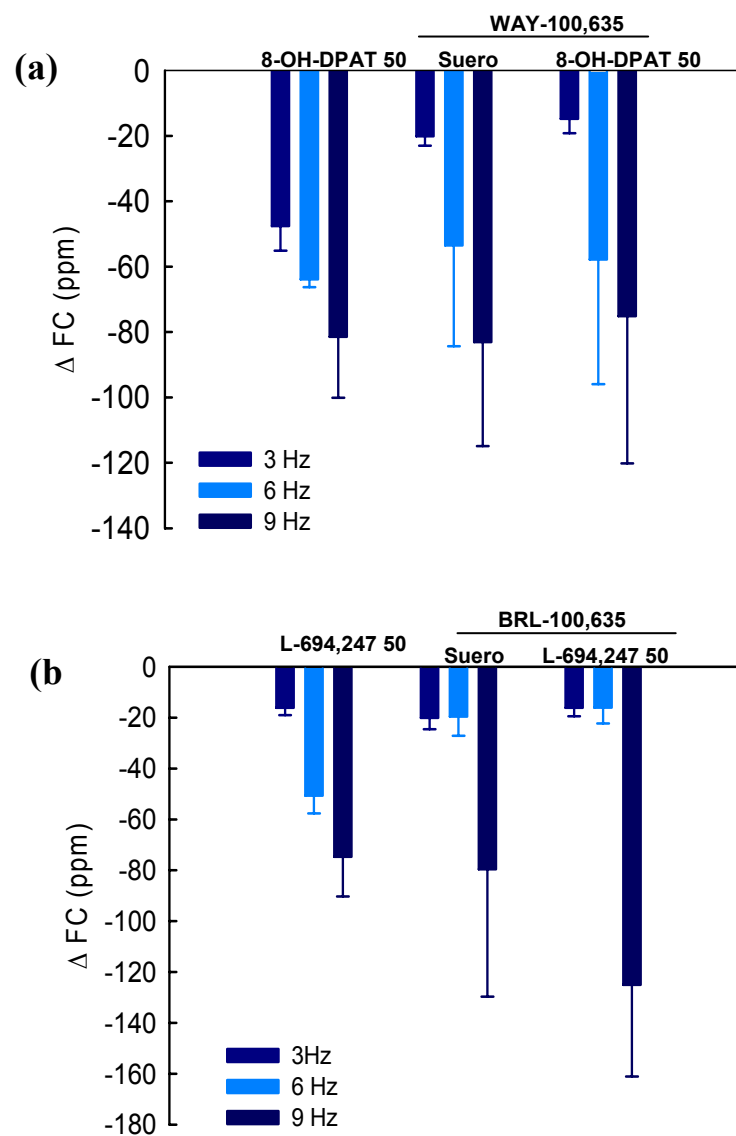 WAY-100,635
(a)
8-OH-DPAT 50 Suero 8-OH-DPAT 50
0
-20
-40
-60
-80
-100
-120
-140
Δ FC (ppm)
3 Hz
6 Hz
9 Hz
BRL-100,635
(b
L-694,247 50 Suero L-694,247 50
0
-20
-40
-60
-80
-100
-120
-140
-160
-180
Δ FC (ppm)
3Hz
6 Hz
9 Hz